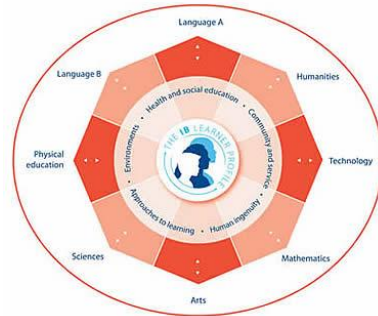 Language A
Language B
Humanities
Health and social education
Environments
Community and service
THE IB LEARNER PROFILE
Physical
education
Technology
Approaches to learning
Human ingenuity
Sciences
Mathematics
Arts